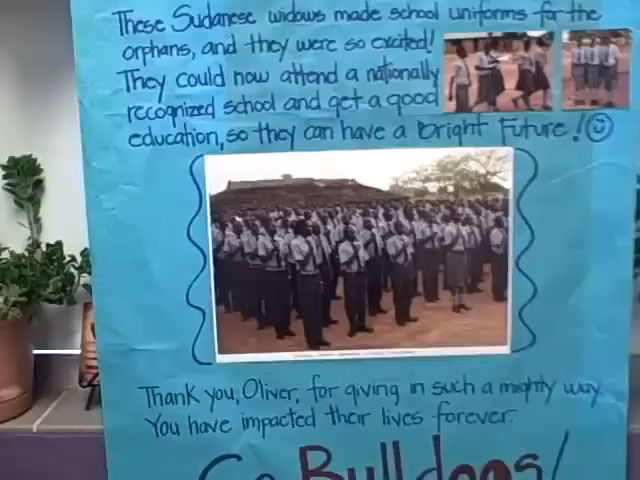 These Sudanese widows made school uniforms for the
orphans, and they were so excited!
They could now attend a nationally
recognized school and get a good
education, so they can have a Bright Future! ☺
Thank you, Oliver, for giving in such a mighty way.
You have impacted their lives forever.
Go Bulldogs!